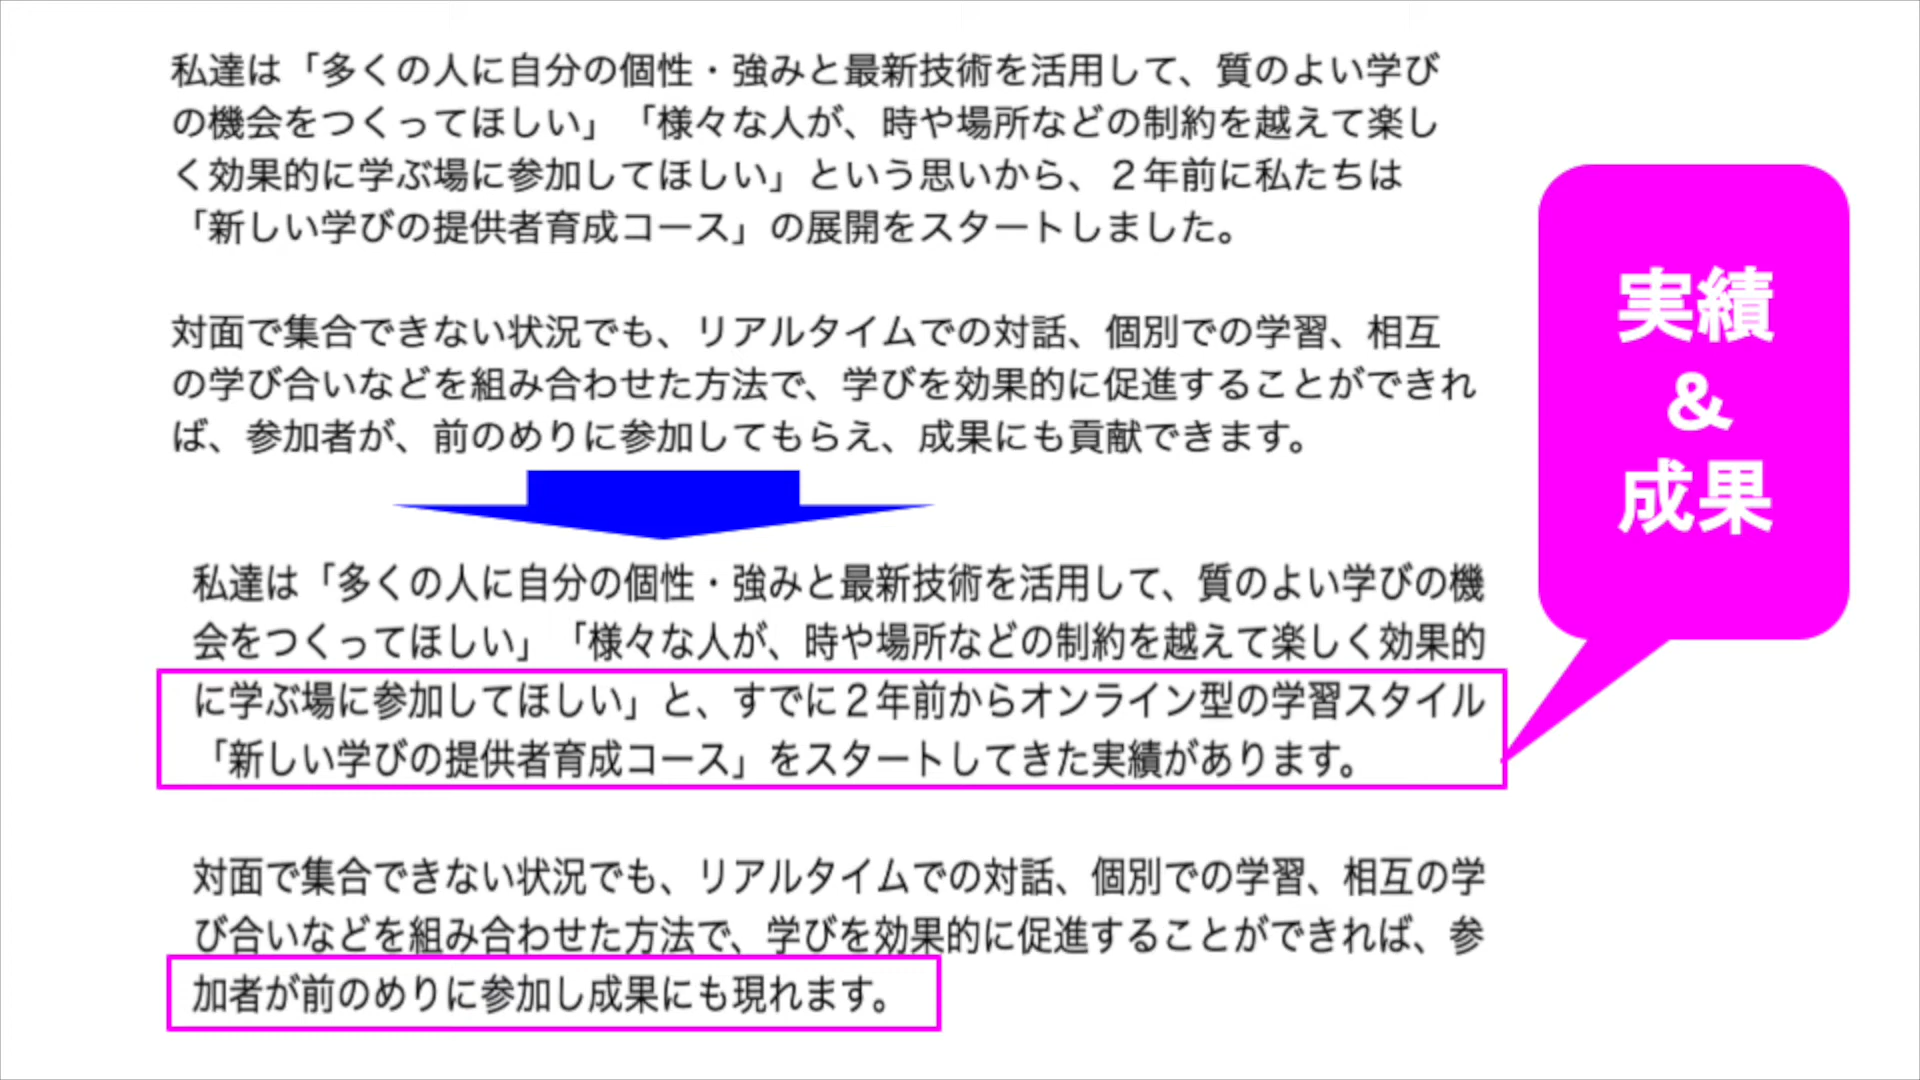 私達は「多くの人に自分の個性・強みと最新技術を活用して、質のよい学び
の機会をつくってほしい」「様々な人が、時や場所などの制約を越えて楽し
く効果的に学ぶ場に参加してほしい」という思いから、２年前に私たちは
「新しい学びの提供者育成コース」の展開をスタートしました。
対面で集合できない状況でも、リアルタイムでの対話、個別での学習、相互
の学び合いなどを組み合わせた方法で、学びを効果的に促進することができれ
ば、参加者が、前のめりに参加してもらえ、成果にも貢献できます。
私達は「多くの人に自分の個性・強みと最新技術を活用して、質のよい学びの機
会をつくってほしい」「様々な人が、時や場所などの制約を越えて楽しく効果的
に学ぶ場に参加してほしい」と、すでに２年前からオンライン型の学習スタイル
「新しい学びの提供者育成コース」をスタートしてきた実績があります。
対面で集合できない状況でも、リアルタイムでの対話、個別での学習、相互の学
び合いなどを組み合わせた方法で、学びを効果的に促進することができれば、参
加者が前のめりに参加し成果にも現れます。
実績
&
成果